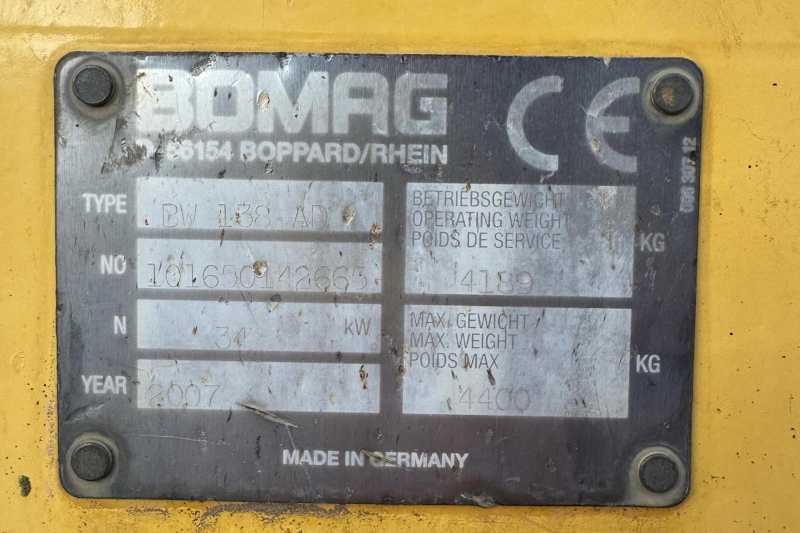 BOMAG CE
D-56154 BOPPARD/RHEIN
TYPE BW 138 AD
NO 101650142665
N 34 kW
YEAR 2007
BETRIEBSGEWICHT
OPERATING WEIGHT
POIDS DE SERVICE KG
4189
MAX. GEWICHT
MAX. WEIGHT
POIDS MAX KG
4400
MADE IN GERMANY